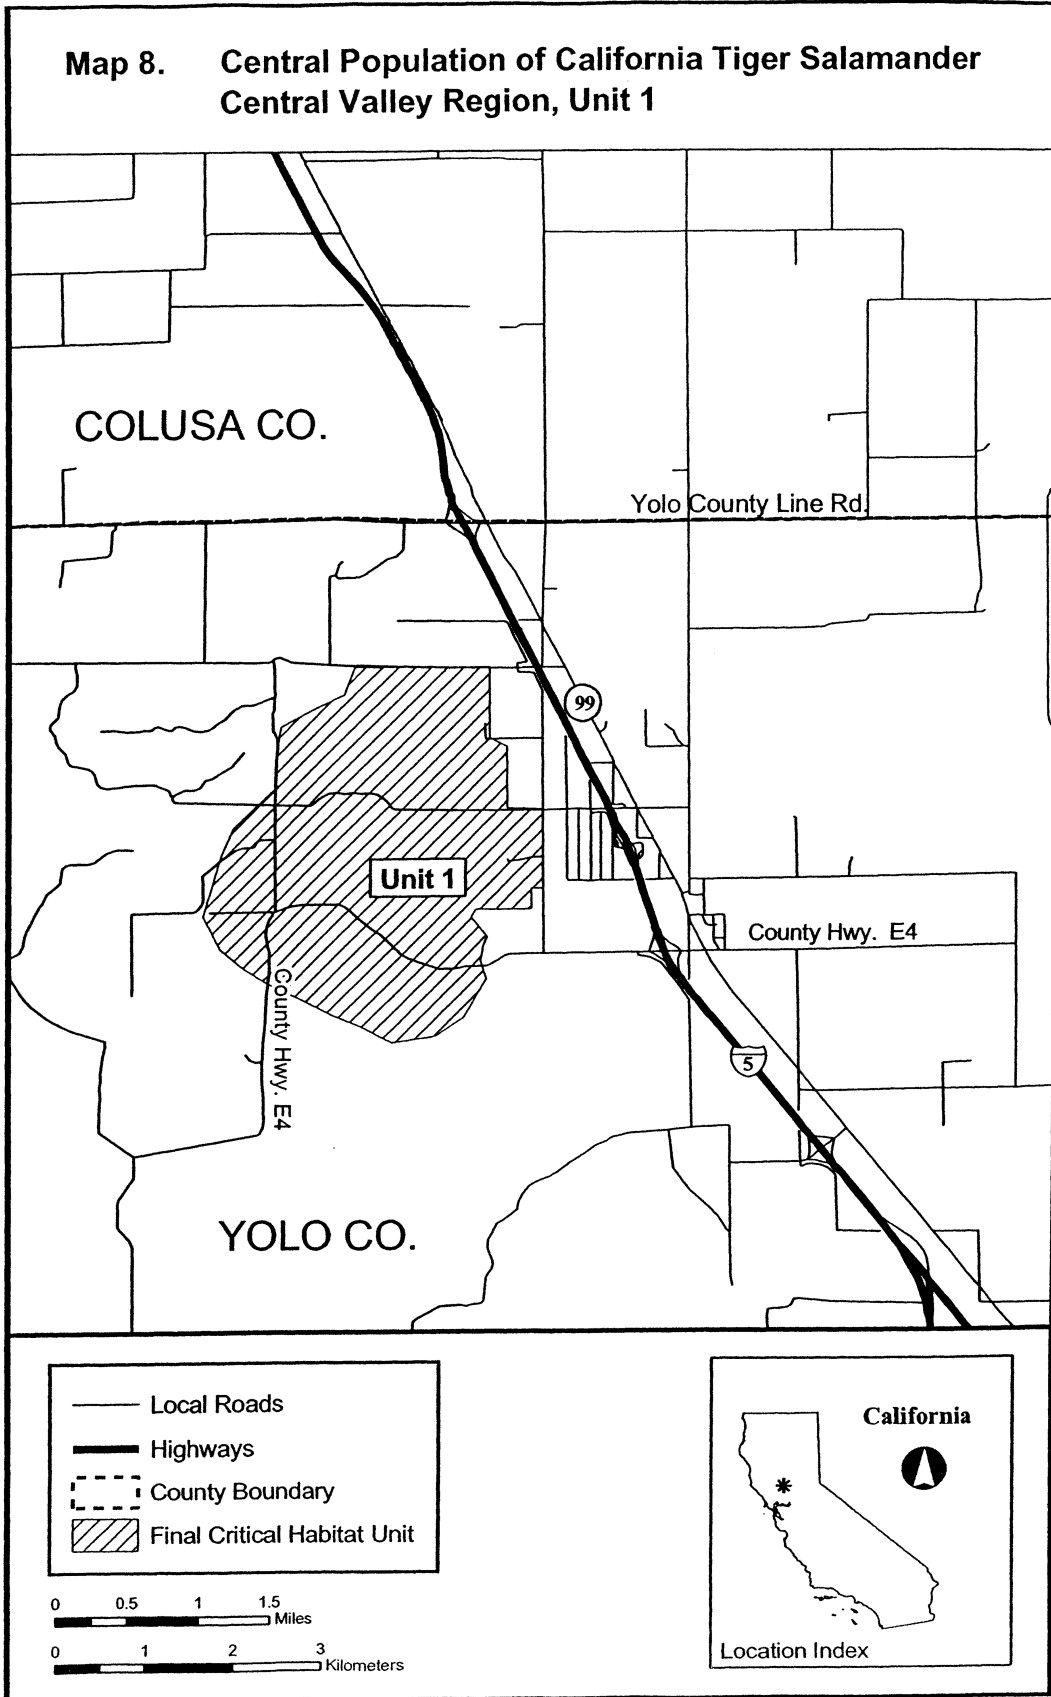 Map 8. Central Population of California Tiger Salamander
Central Valley Region, Unit 1
COLUSA CO.
Yolo County Line Rd.
99
Unit 1
County Hwy. E4
County Hwy. E4
5
YOLO CO.
Local Roads
Highways
County Boundary
Final Critical Habitat Unit
0 0.5 1 1.5
Miles
0 1 2 3
Kilometers
California
Location Index